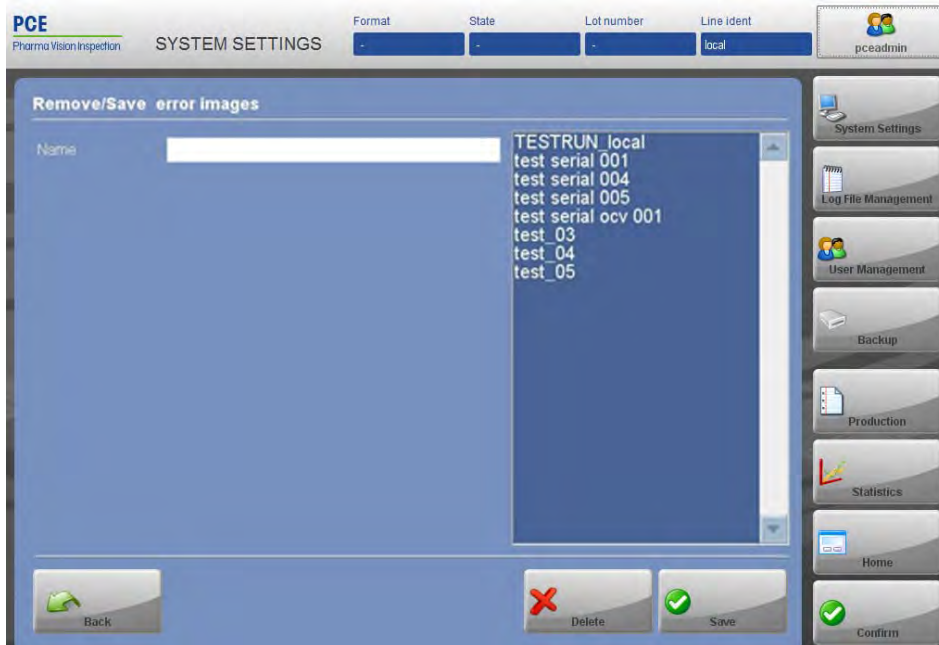 PCE
Pharma Vision Inspection
SYSTEM SETTINGS
Format
State
Lot number
Line ident
-
-
-
local
pceadmin
Remove/Save error images
Name
TESTRUN_local
test serial 001
test serial 004
test serial 005
test serial ocv 001
test_03
test_04
test_05
System Settings
Log File Management
User Management
Backup
Production
Statistics
Home
Confirm
Back
Delete
Save